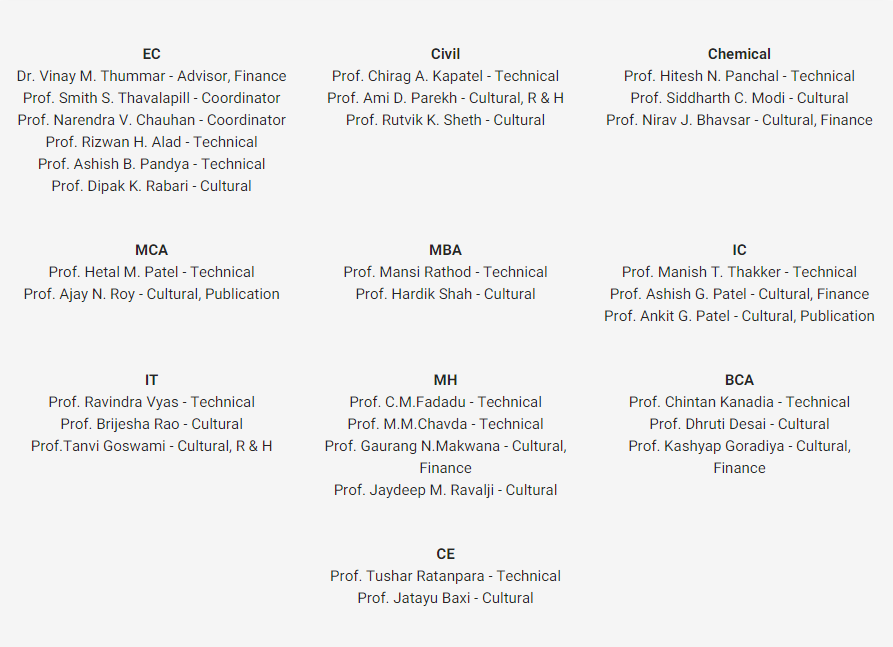 EC
Dr. Vinay M. Thummar - Advisor, Finance
Prof. Smith S. Thavalapill - Coordinator
Prof. Narendra V. Chauhan - Coordinator
Prof. Rizwan H. Alad - Technical
Prof. Ashish B. Pandya - Technical
Prof. Dipak K. Rabari - Cultural
Civil
Prof. Chirag A. Kapatel - Technical
Prof. Ami D. Parekh - Cultural, R & H
Prof. Rutvik K. Sheth - Cultural
Chemical
Prof. Hitesh N. Panchal - Technical
Prof. Siddharth C. Modi - Cultural
Prof. Nirav J. Bhavsar - Cultural, Finance
MCA
Prof. Hetal M. Patel - Technical
Prof. Ajay N. Roy - Cultural, Publication
MBA
Prof. Mansi Rathod - Technical
Prof. Hardik Shah - Cultural
IC
Prof. Manish T. Thakker - Technical
Prof. Ashish G. Patel - Cultural, Finance
Prof. Ankit G. Patel - Cultural, Publication
IT
Prof. Ravindra Vyas - Technical
Prof. Brijesha Rao - Cultural
Prof.Tanvi Goswami - Cultural, R & H
MH
Prof. C.M.Fadadu - Technical
Prof. M.M.Chavda - Technical
Prof. Gaurang N.Makwana - Cultural,
Finance
Prof. Jaydeep M. Ravalji - Cultural
BCA
Prof. Chintan Kanadia - Technical
Prof. Dhruti Desai - Cultural
Prof. Kashyap Goradiya - Cultural,
Finance
CE
Prof. Tushar Ratanpara - Technical
Prof. Jatayu Baxi - Cultural